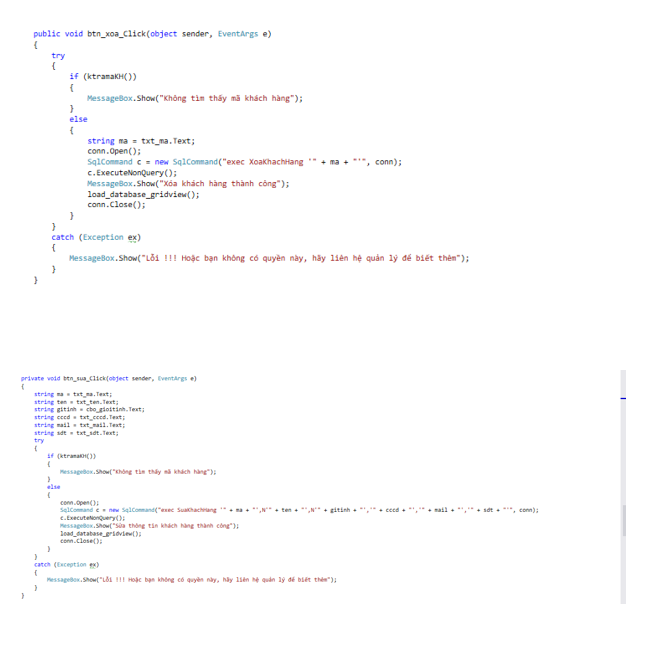 public void btn_xoa_Click(object sender, EventArgs e)
{
try
{
if (ktramaKH())
{
MessageBox.Show("Không tìm thấy mã khách hàng");
}
else
{
string ma = txt_ma.Text;
conn.Open();
SqlCommand c = new SqlCommand("exec XoaKhachHang '" + ma + "'", conn);
c.ExecuteNonQuery();
MessageBox.Show("Xóa khách hàng thành công");
load_database_gridview();
conn.Close();
}
}
catch (Exception ex)
{
MessageBox.Show("Lỗi !!! Hoặc bạn không có quyền này, hãy liên hệ quản lý để biết thêm");
}
}
private void btn_sua_Click(object sender, EventArgs e)
{
string ma = txt_ma.Text;
string ten = txt_ten.Text;
string gitinh = cbo_gioitinh.Text;
string cccd = txt_cccd.Text;
string mail = txt_mail.Text;
string sdt = txt_sdt.Text;
try
{
if (ktramaKH())
{
MessageBox.Show("Không tìm thấy mã khách hàng");
}
else
{
conn.Open();
SqlCommand c = new SqlCommand("exec SuaKhachHang '" + ma + "',N'" + ten + "',N'" + gitinh + "','" + cccd + "','" + mail + "','" + sdt + "'", conn);
c.ExecuteNonQuery();
MessageBox.Show("Sửa thông tin khách hàng thành công");
load_database_gridview();
conn.Close();
}
}
catch (Exception ex)
{
MessageBox.Show("Lỗi !!! Hoặc bạn không có quyền này, hãy liên hệ quản lý để biết thêm");
}
}